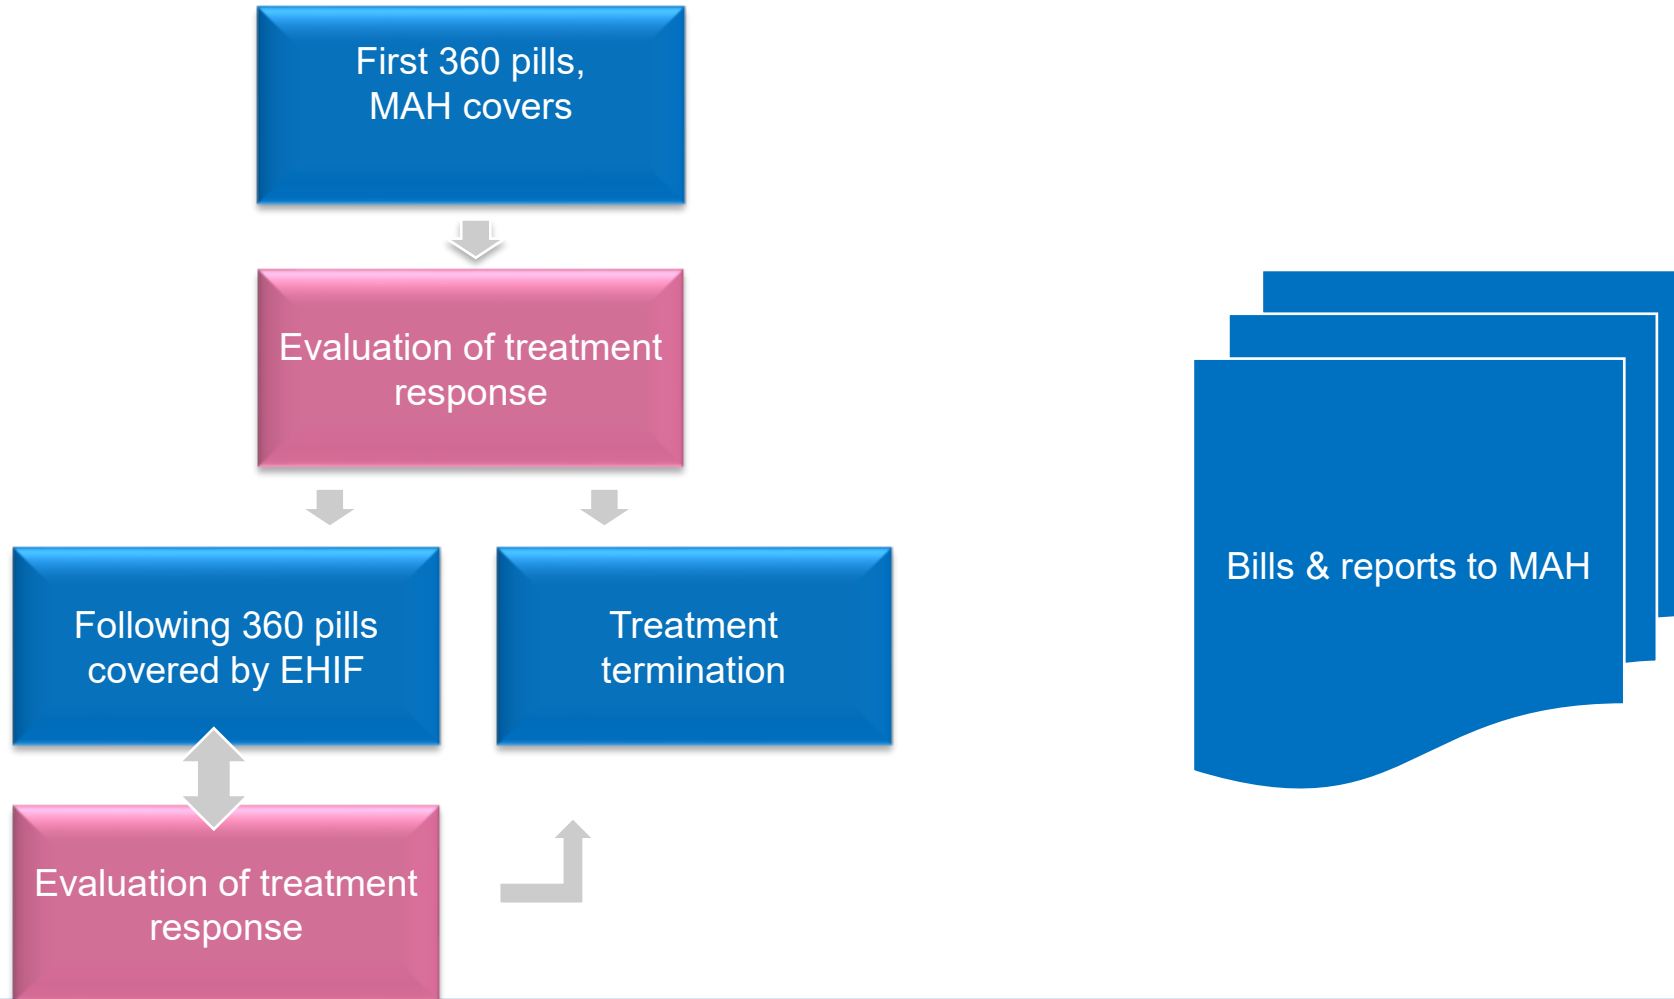 First 360 pills,
MAH covers
Evaluation of treatment
response
Following 360 pills
covered by EHIF
Treatment
termination
Evaluation of treatment
response
Bills & reports to MAH